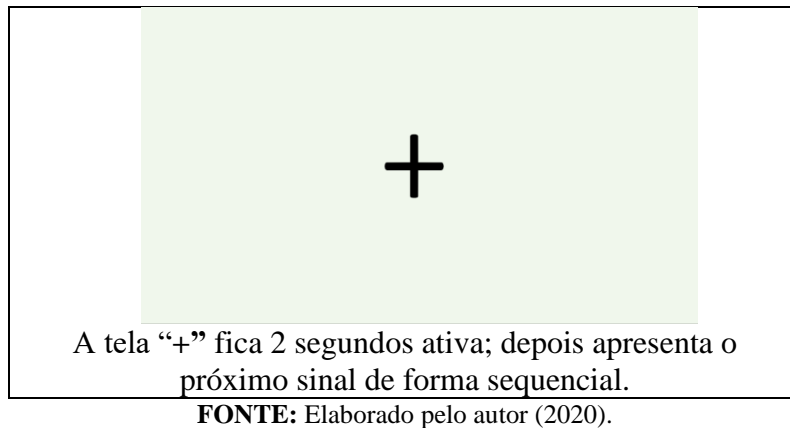 +
A tela “+” fica 2 segundos ativa; depois apresenta o
próximo sinal de forma sequencial.
FONTE: Elaborado pelo autor (2020).